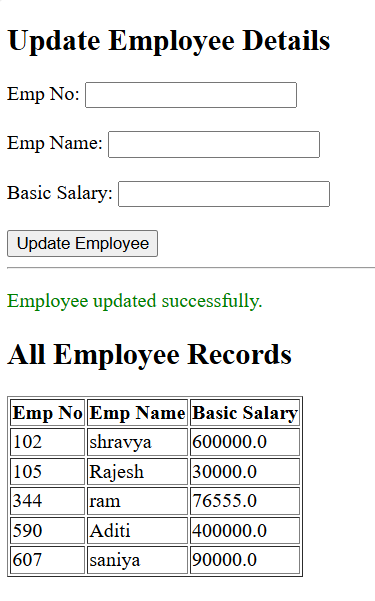 Update Employee Details
Emp No:
Emp Name:
Basic Salary:
Update Employee
Employee updated successfully.
All Employee Records
Emp No Emp Name Basic Salary
102 shravya 600000.0
105 Rajesh 30000.0
344 ram 76555.0
590 Aditi 400000.0
607 saniya 90000.0